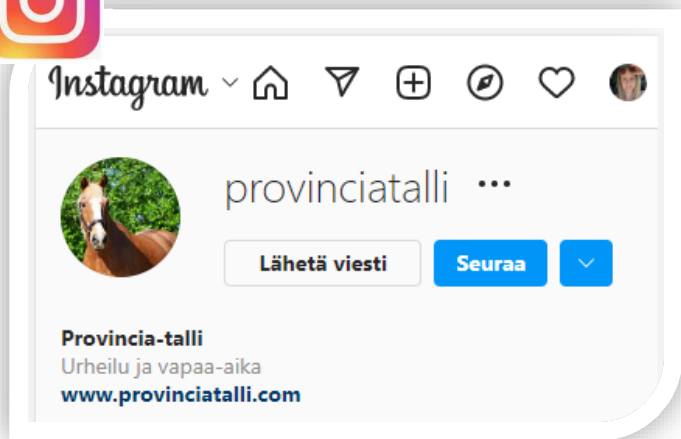 Instagram
provinciatalli
Lähetä viesti Seuraa
Provincia-talli
Urheilu ja vapaa-aika
www.provinciatalli.com